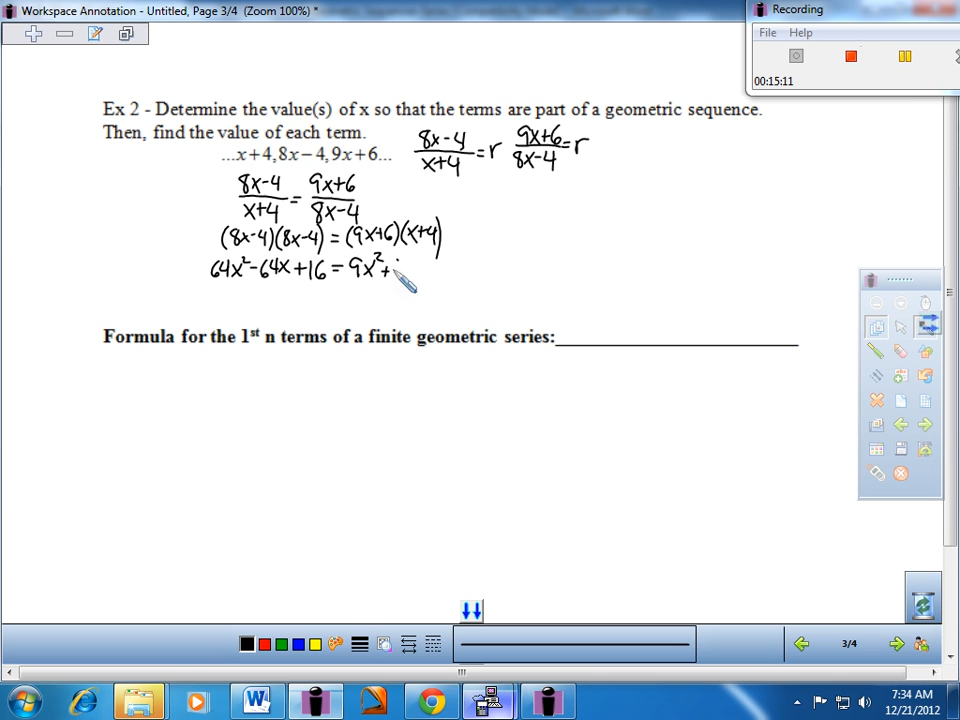 Workspace Annotation - Untitled, Page 3/4 (Zoom 100%) *
Recording
File Help
00:15:11
Ex 2 - Determine the value(s) of x so that the terms are part of a geometric sequence.
Then, find the value of each term.
...x+4,8x−4,9x+6...
8x-4/x+4 = r 9x+6/8x-4 = r
8x-4/x+4 = 9x+6/8x-4
(8x-4)(8x-4) = (9x+6)(x+4)
64x²-64x+16 = 9x²+
Formula for the 1st n terms of a finite geometric series:____________________
3/4
7:34 AM
12/21/2012